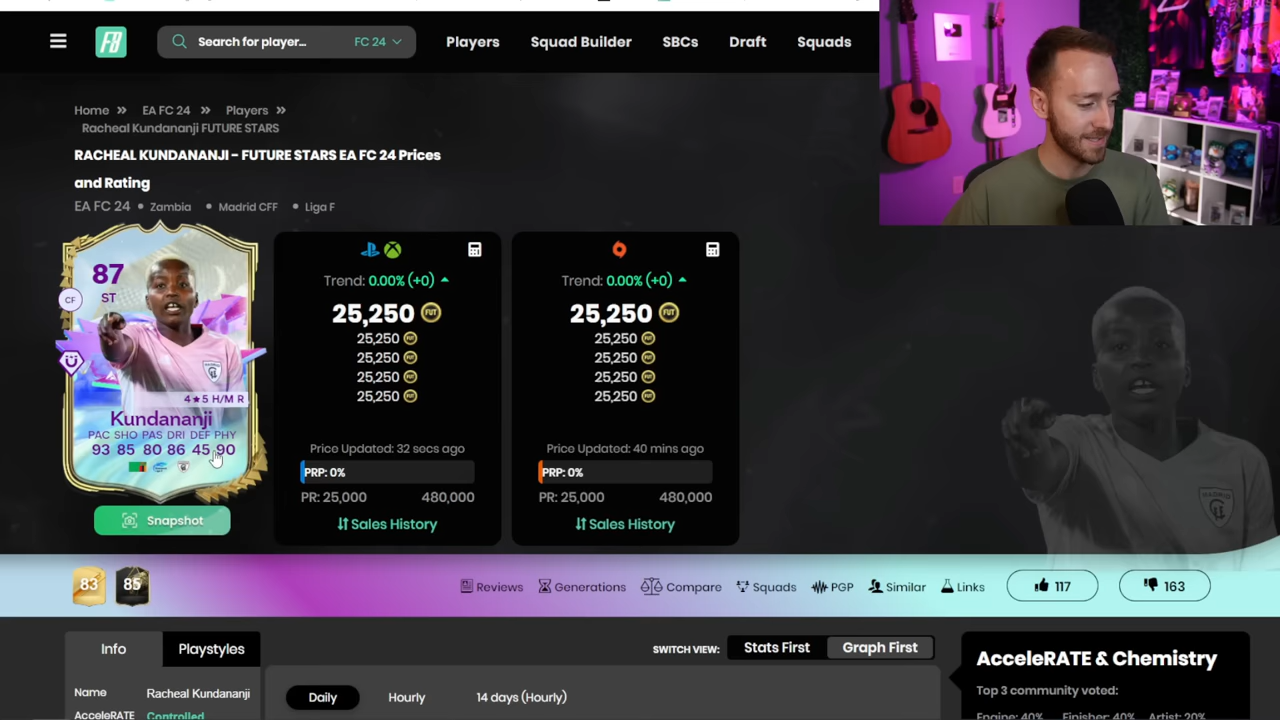 FB
Search for player...
FC 24
Players
Squad Builder
SBCs
Draft
Squads
Home » EA FC 24 » Players »
Racheal Kundananji FUTURE STARS
RACHEAL KUNDANANJI - FUTURE STARS EA FC 24 Prices
and Rating
EA FC 24 • Zambia • Madrid CFF • Liga F
87
ST
CF
4★5 H/M R
Kundananji
PAC SHO PAS DRI DEF PHY
93 85 80 86 45 90
Snapshot
Trend: 0.00% (+0)
25,250
25,250
25,250
25,250
25,250
Price Updated: 32 secs ago
PRP: 0%
PR: 25,000 480,000
Sales History
Trend: 0.00% (+0)
25,250
25,250
25,250
25,250
25,250
Price Updated: 40 mins ago
PRP: 0%
PR: 25,000 480,000
Sales History
83
85
Reviews
Generations
Compare
Squads
PGP
Similar
Links
117
163
Info
Playstyles
SWITCH VIEW:
Stats First
Graph First
Name Racheal Kundananji
AcceleRATE Controlled
Daily
Hourly
14 days (Hourly)
AcceleRATE & Chemistry
Top 3 community voted:
Engine: 40% Finisher: 40% Artist: 20%